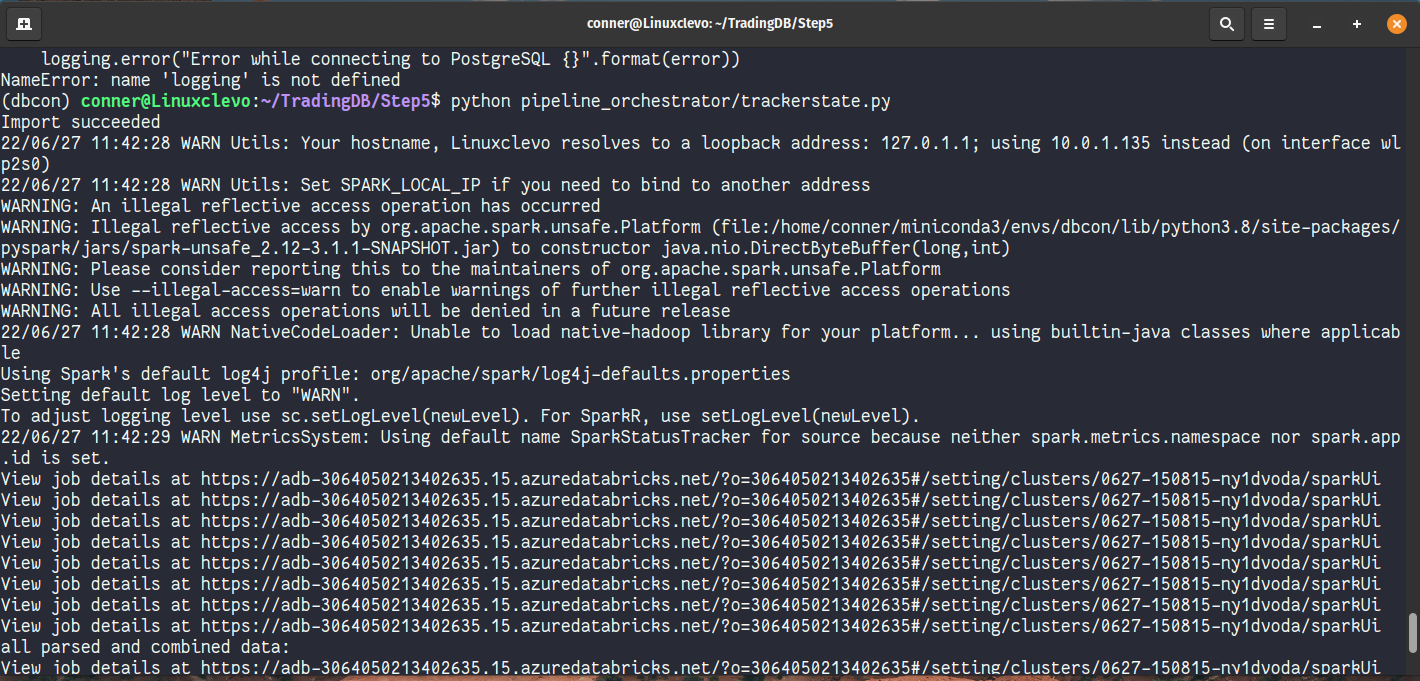 conner@Linuxclevo: ~/TradingDB/Step5
logging.error("Error while connecting to PostgreSQL {}".format(error))
NameError: name 'logging' is not defined
(dbcon) conner@Linuxclevo:~/TradingDB/Step5$ python pipeline_orchestrator/trackerstate.py
Import succeeded
22/06/27 11:42:28 WARN Utils: Your hostname, Linuxclevo resolves to a loopback address: 127.0.1.1; using 10.0.1.135 instead (on interface wl
p2s0)
22/06/27 11:42:28 WARN Utils: Set SPARK_LOCAL_IP if you need to bind to another address
WARNING: An illegal reflective access operation has occurred
WARNING: Illegal reflective access by org.apache.spark.unsafe.Platform (file:/home/conner/miniconda3/envs/dbcon/lib/python3.8/site-packages/
pyspark/jars/spark-unsafe_2.12-3.1.1-SNAPSHOT.jar) to constructor java.nio.DirectByteBuffer(long,int)
WARNING: Please consider reporting this to the maintainers of org.apache.spark.unsafe.Platform
WARNING: Use --illegal-access=warn to enable warnings of further illegal reflective access operations
WARNING: All illegal access operations will be denied in a future release
22/06/27 11:42:28 WARN NativeCodeLoader: Unable to load native-hadoop library for your platform... using builtin-java classes where applicab
le
Using Spark's default log4j profile: org/apache/spark/log4j-defaults.properties
Setting default log level to "WARN".
To adjust logging level use sc.setLogLevel(newLevel). For SparkR, use setLogLevel(newLevel).
22/06/27 11:42:29 WARN MetricsSystem: Using default name SparkStatusTracker for source because neither spark.metrics.namespace nor spark.app
.id is set.
View job details at https://adb-3064050213402635.15.azuredatabricks.net/?o=3064050213402635#/setting/clusters/0627-150815-ny1dvoda/sparkUi
View job details at https://adb-3064050213402635.15.azuredatabricks.net/?o=3064050213402635#/setting/clusters/0627-150815-ny1dvoda/sparkUi
View job details at https://adb-3064050213402635.15.azuredatabricks.net/?o=3064050213402635#/setting/clusters/0627-150815-ny1dvoda/sparkUi
View job details at https://adb-3064050213402635.15.azuredatabricks.net/?o=3064050213402635#/setting/clusters/0627-150815-ny1dvoda/sparkUi
View job details at https://adb-3064050213402635.15.azuredatabricks.net/?o=3064050213402635#/setting/clusters/0627-150815-ny1dvoda/sparkUi
View job details at https://adb-3064050213402635.15.azuredatabricks.net/?o=3064050213402635#/setting/clusters/0627-150815-ny1dvoda/sparkUi
View job details at https://adb-3064050213402635.15.azuredatabricks.net/?o=3064050213402635#/setting/clusters/0627-150815-ny1dvoda/sparkUi
View job details at https://adb-3064050213402635.15.azuredatabricks.net/?o=3064050213402635#/setting/clusters/0627-150815-ny1dvoda/sparkUi
all parsed and combined data:
View job details at https://adb-3064050213402635.15.azuredatabricks.net/?o=3064050213402635#/setting/clusters/0627-150815-ny1dvoda/sparkUi